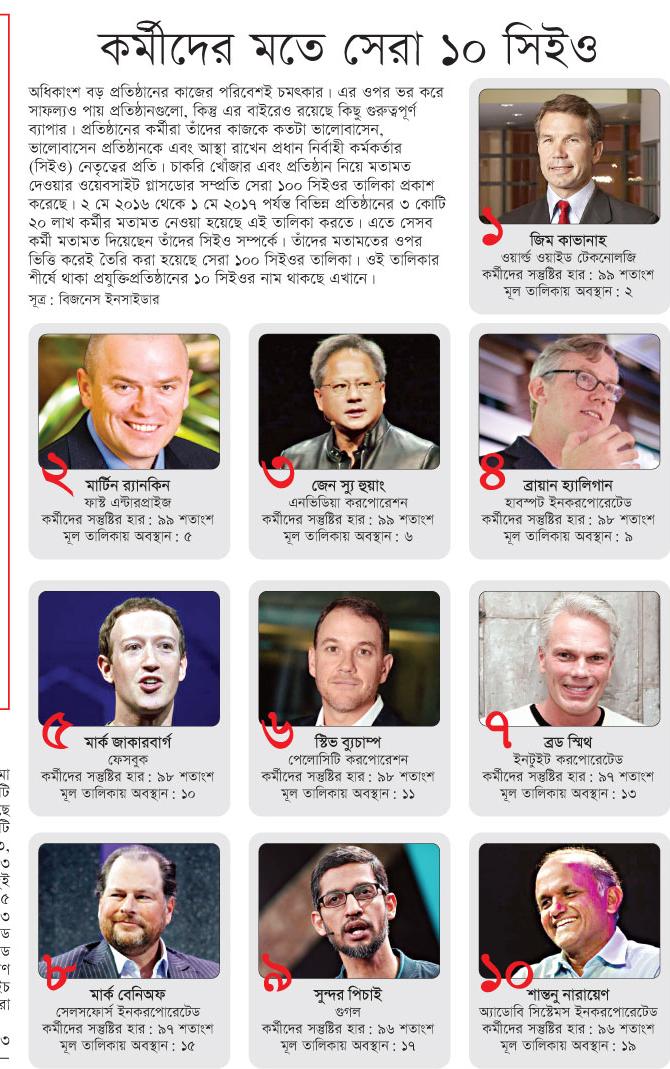 কর্মীদের মতে সেরা ১০ সিইও
অধিকাংশ বড় প্রতিষ্ঠানের কাজের পরিবেশই চমৎকার। এর ওপর ভর করে
সাফল্যও পায় প্রতিষ্ঠানগুলো, কিন্তু এর বাইরেও রয়েছে কিছু গুরুত্বপূর্ণ
ব্যাপার। প্রতিষ্ঠানের কর্মীরা তাঁদের কাজকে কতটা ভালোবাসেন,
ভালোবাসেন প্রতিষ্ঠানকে এবং আস্থা রাখেন প্রধান নির্বাহী কর্মকর্তার
(সিইও) নেতৃত্বের প্রতি। চাকরি খোঁজার এবং প্রতিষ্ঠান নিয়ে মতামত
দেওয়ার ওয়েবসাইট গ্লাসডোর সম্প্রতি সেরা ১০০ সিইওর তালিকা প্রকাশ
করেছে। ২ মে ২০১৬ থেকে ১ মে ২০১৭ পর্যন্ত বিভিন্ন প্রতিষ্ঠানের ৩ কোটি
২০ লাখ কর্মীর মতামত নেওয়া হয়েছে এই তালিকা করতে। এতে সেসব
কর্মী মতামত দিয়েছেন তাঁদের সিইও সম্পর্কে। তাঁদের মতামতের ওপর
ভিত্তি করেই তৈরি করা হয়েছে সেরা ১০০ সিইওর তালিকা। ওই তালিকার
শীর্ষে থাকা প্রযুক্তিপ্রতিষ্ঠানের ১০ সিইওর নাম থাকছে এখানে।
সূত্র : বিজনেস ইনসাইডার
১
জিম কাভানাহ
ওয়ার্ল্ড ওয়াইড টেকনোলজি
কর্মীদের সন্তুষ্টির হার : ৯৯ শতাংশ
মূল তালিকায় অবস্থান : ২
২
মার্টিন র‍্যানকিন
ফাস্ট এন্টারপ্রাইজ
কর্মীদের সন্তুষ্টির হার : ৯৯ শতাংশ
মূল তালিকায় অবস্থান : ৫
৩
জেন স্যু হুয়াং
এনভিডিয়া করপোরেশন
কর্মীদের সন্তুষ্টির হার : ৯৯ শতাংশ
মূল তালিকায় অবস্থান : ৬
৪
ব্রায়ান হ্যালিগান
হাবস্পট ইনকরপোরেটেড
কর্মীদের সন্তুষ্টির হার : ৯৮ শতাংশ
মূল তালিকায় অবস্থান : ৯
৫
মার্ক জাকারবার্গ
ফেসবুক
কর্মীদের সন্তুষ্টির হার : ৯৮ শতাংশ
মূল তালিকায় অবস্থান : ১০
৬
স্টিভ ব্যুচাম্প
পেলোসিটি করপোরেশন
কর্মীদের সন্তুষ্টির হার : ৯৮ শতাংশ
মূল তালিকায় অবস্থান : ১১
৭
ব্রড স্মিথ
ইনটুইট করপোরেটেড
কর্মীদের সন্তুষ্টির হার : ৯৭ শতাংশ
মূল তালিকায় অবস্থান : ১৩
৮
মার্ক বেনিঅফ
সেলসফোর্স ইনকরপোরেটেড
কর্মীদের সন্তুষ্টির হার : ৯৭ শতাংশ
মূল তালিকায় অবস্থান : ১৫
৯
সুন্দর পিচাই
গুগল
কর্মীদের সন্তুষ্টির হার : ৯৬ শতাংশ
মূল তালিকায় অবস্থান : ১৭
১০
শান্তনু নারায়েণ
অ্যাডোবি সিস্টেমস ইনকরপোরেটেড
কর্মীদের সন্তুষ্টির হার : ৯৬ শতাংশ
মূল তালিকায় অবস্থান : ১৯